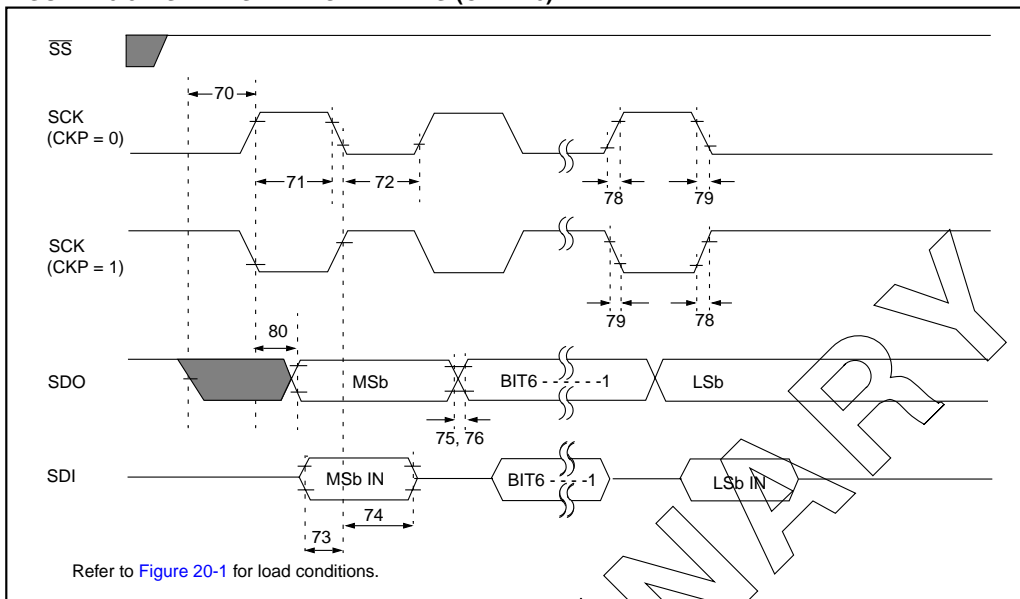 SS
70
SCK
(CKP = 0)
71
72
78
79
SCK
(CKP = 1)
79
78
80
SDO
MSb
BIT6 - - - - - -1
LSb
75, 76
SDI
MSb IN
BIT6 - - - -1
LSb IN
74
73
Refer to Figure 20-1 for load conditions.
NARY